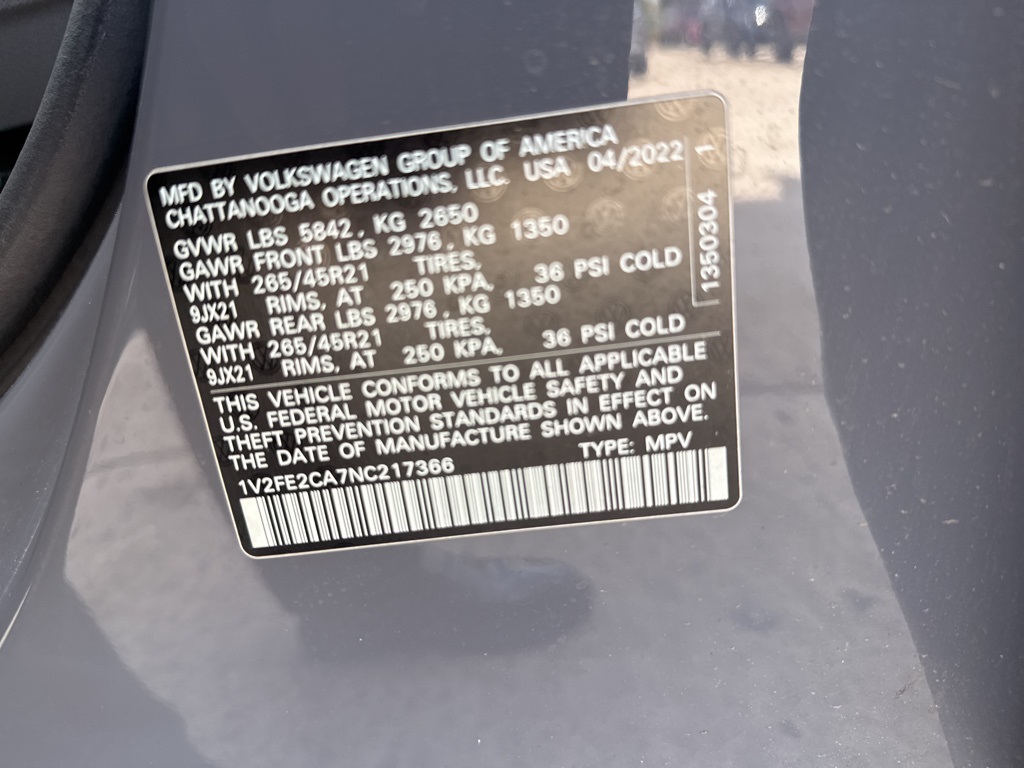 MFD BY VOLKSWAGEN GROUP OF AMERICA
CHATTANOOGA OPERATIONS, LLC. USA 04/2022
GVWR LBS 5842, KG 2650
GAWR FRONT LBS 2976, KG 1350
WITH 265/45R21 TIRES,
9JX21 RIMS, AT 250 KPA, 36 PSI COLD
GAWR REAR LBS 2976, KG 1350
WITH 265/45R21 TIRES,
9JX21 RIMS, AT 250 KPA, 36 PSI COLD
1350304 1
THIS VEHICLE CONFORMS TO ALL APPLICABLE
U.S. FEDERAL MOTOR VEHICLE SAFETY AND
THEFT PREVENTION STANDARDS IN EFFECT ON
THE DATE OF MANUFACTURE SHOWN ABOVE.
1V2FE2CA7NC217366 TYPE: MPV